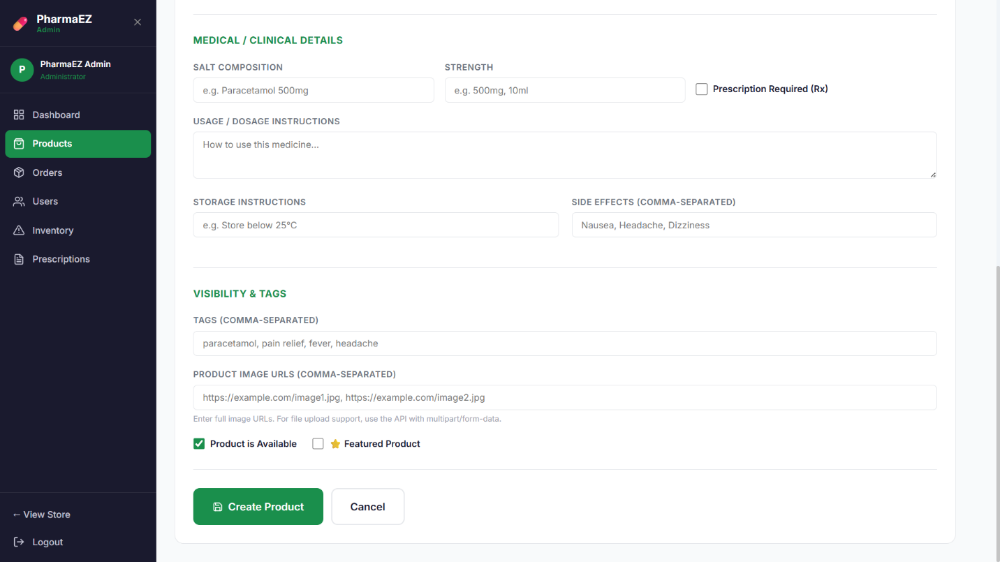 PharmaEZ
Admin
P
PharmaEZ Admin
Administrator
Dashboard
Products
Orders
Users
Inventory
Prescriptions
← View Store
Logout
MEDICAL / CLINICAL DETAILS
SALT COMPOSITION
e.g. Paracetamol 500mg
STRENGTH
e.g. 500mg, 10ml
Prescription Required (Rx)
USAGE / DOSAGE INSTRUCTIONS
How to use this medicine...
STORAGE INSTRUCTIONS
e.g. Store below 25°C
SIDE EFFECTS (COMMA-SEPARATED)
Nausea, Headache, Dizziness
VISIBILITY & TAGS
TAGS (COMMA-SEPARATED)
paracetamol, pain relief, fever, headache
PRODUCT IMAGE URLS (COMMA-SEPARATED)
https://example.com/image1.jpg, https://example.com/image2.jpg
Enter full image URLs. For file upload support, use the API with multipart/form-data.
Product is Available
⭐ Featured Product
Create Product
Cancel